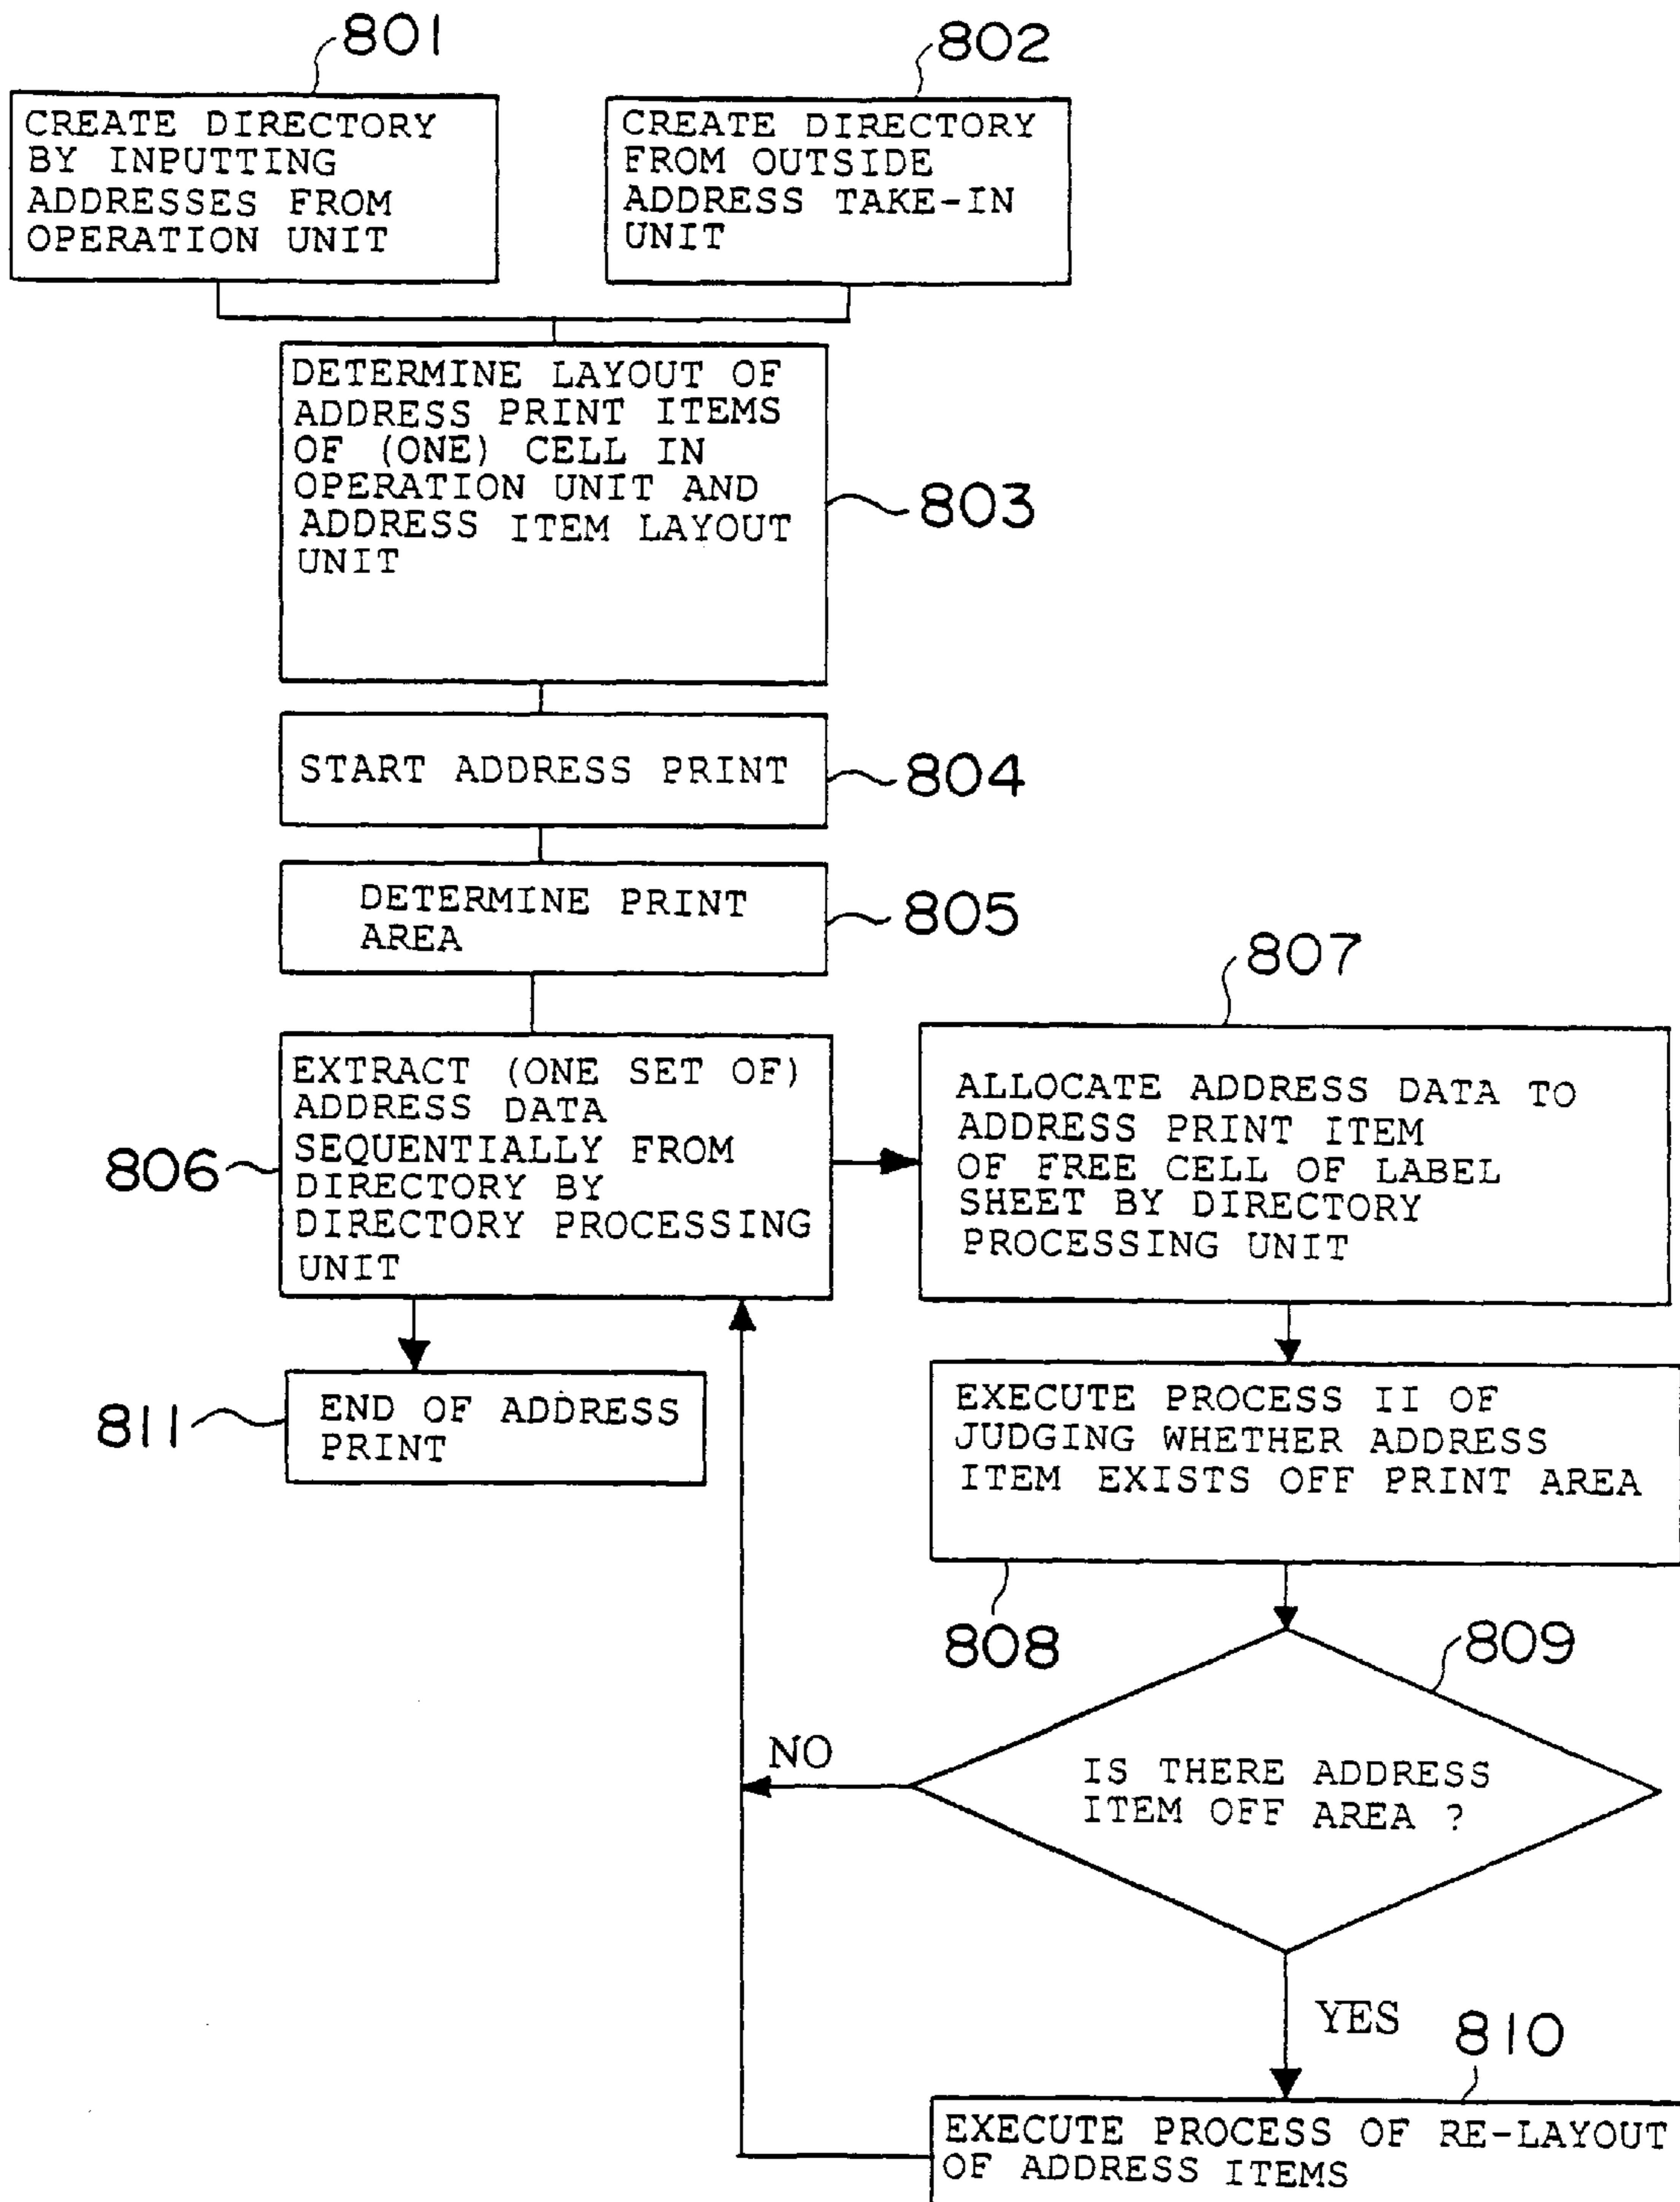 801
802
CREATE DIRECTORY
BY INPUTTING
ADDRESSES FROM
OPERATION UNIT
CREATE DIRECTORY
FROM OUTSIDE
ADDRESS TAKE-IN
UNIT
DETERMINE LAYOUT OF
ADDRESS PRINT ITEMS
OF (ONE) CELL IN
OPERATION UNIT AND
ADDRESS ITEM LAYOUT
UNIT
803
START ADDRESS PRINT
804
DETERMINE PRINT
AREA
805
806
EXTRACT (ONE SET OF)
ADDRESS DATA
SEQUENTIALLY FROM
DIRECTORY BY
DIRECTORY PROCESSING
UNIT
807
ALLOCATE ADDRESS DATA TO
ADDRESS PRINT ITEM
OF FREE CELL OF LABEL
SHEET BY DIRECTORY
PROCESSING UNIT
811
END OF ADDRESS
PRINT
EXECUTE PROCESS II OF
JUDGING WHETHER ADDRESS
ITEM EXISTS OFF PRINT AREA
808
809
IS THERE ADDRESS
ITEM OFF AREA ?
NO
YES
810
EXECUTE PROCESS OF RE-LAYOUT
OF ADDRESS ITEMS